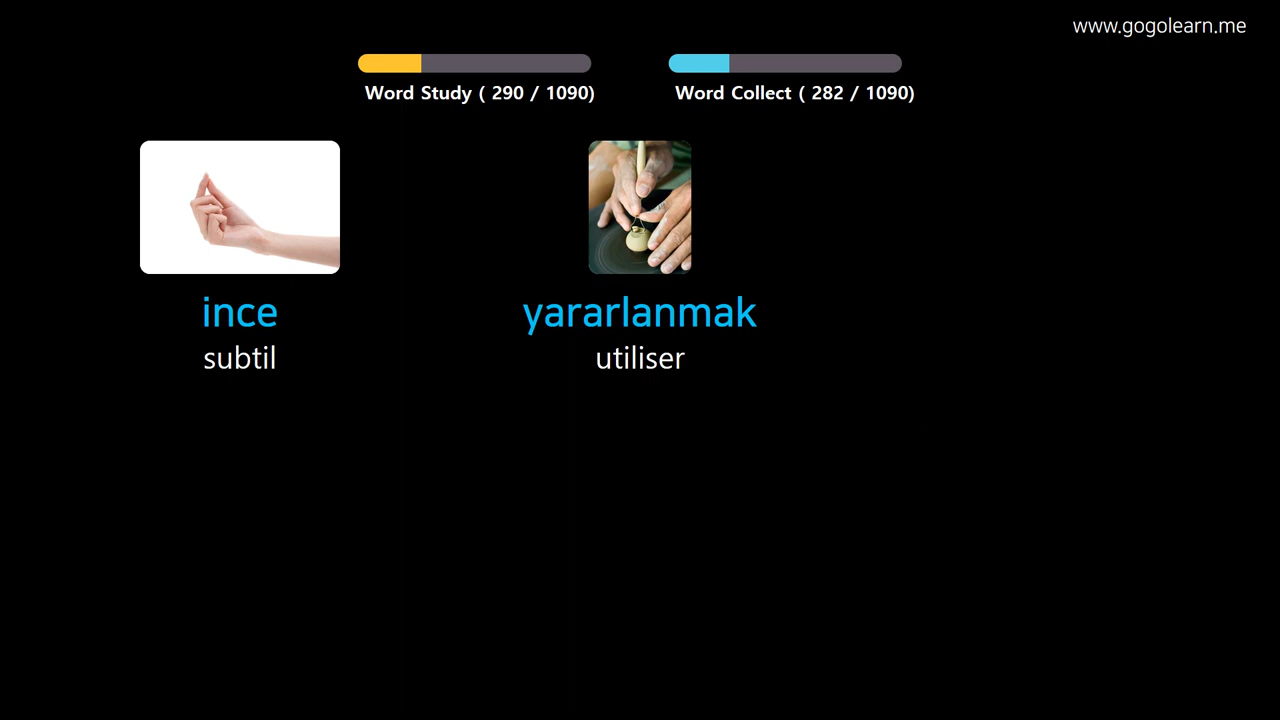 www.gogolearn.me
Word Study ( 290 / 1090)
Word Collect ( 282 / 1090)
ince
subtil
yararlanmak
utiliser